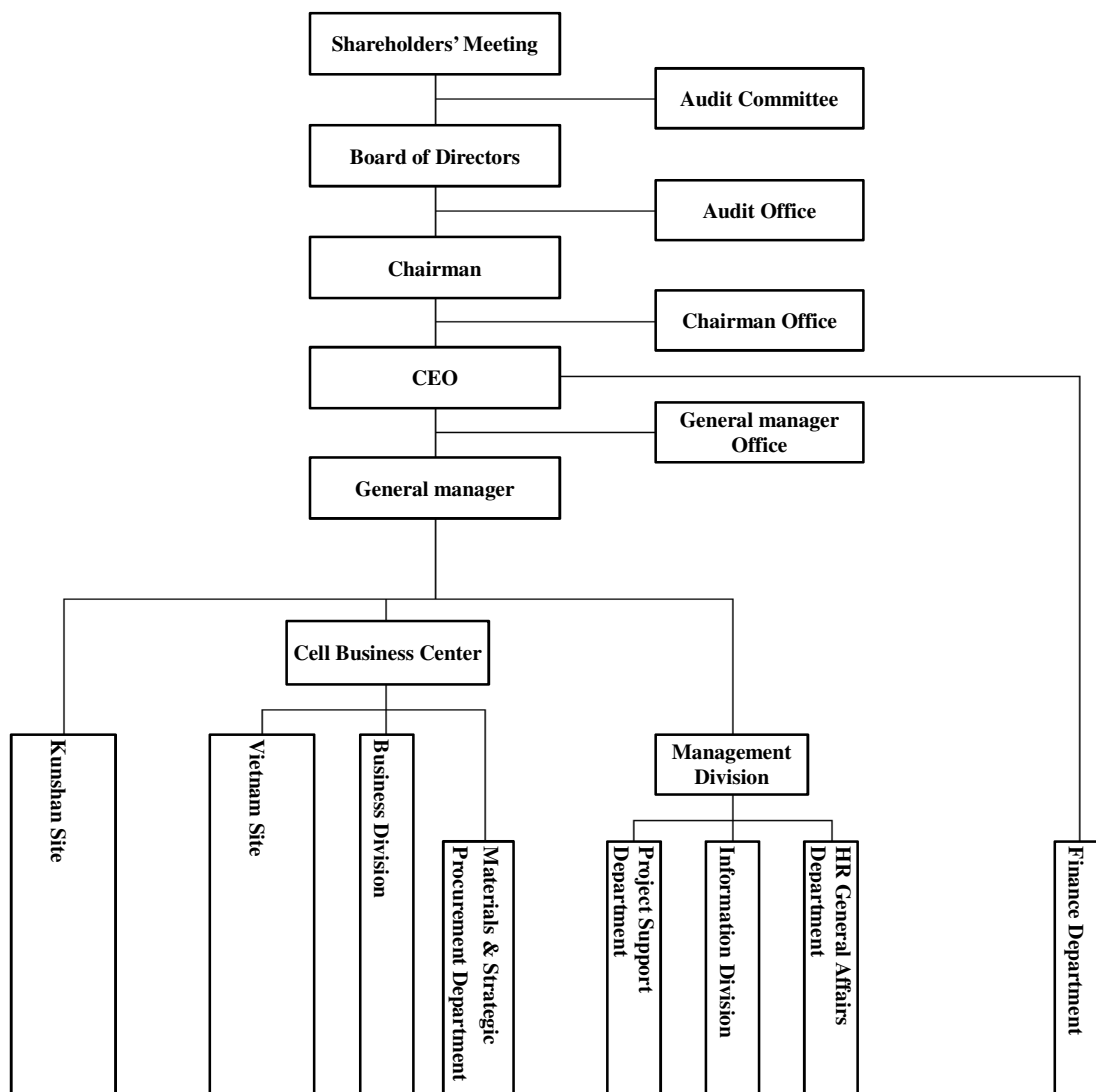 Shareholders’ Meeting
Audit Committee
Board of Directors
Audit Office
Chairman
Chairman Office
CEO
General manager
Office
General manager
Cell Business Center
Kunshan Site
Vietnam Site
Business Division
Management
Division
Materials & Strategic
Procurement Department
Project Support
Department
Information Division
HR General Affairs
Department
Finance Department